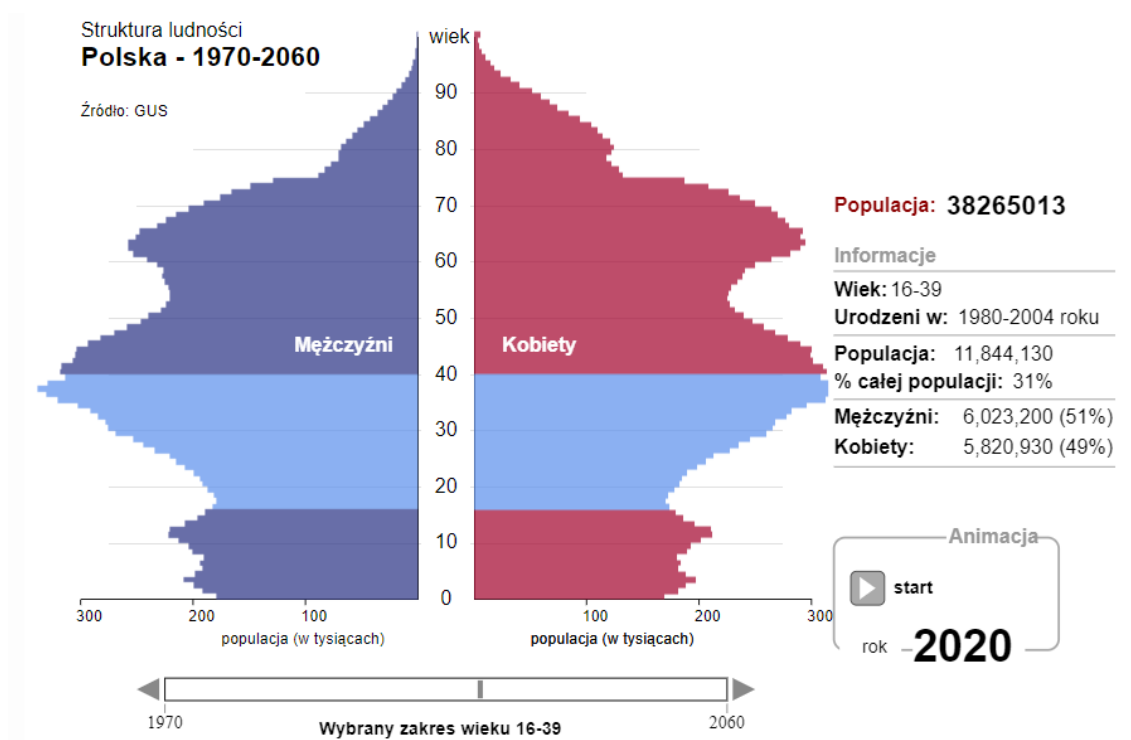 Struktura ludności
Polska - 1970-2060
Źródło: GUS
wiek
90
80
70
60
50
40
30
20
10
0
Mężczyźni
Kobiety
300 200 100
100 200 300
populacja (w tysiącach)
populacja (w tysiącach)
Populacja: 38265013
Informacje
Wiek: 16-39
Urodzeni w: 1980-2004 roku
Populacja: 11,844,130
% całej populacji: 31%
Mężczyźni: 6,023,200 (51%)
Kobiety: 5,820,930 (49%)
Animacja
start
rok 2020
1970
2060
Wybrany zakres wieku 16-39